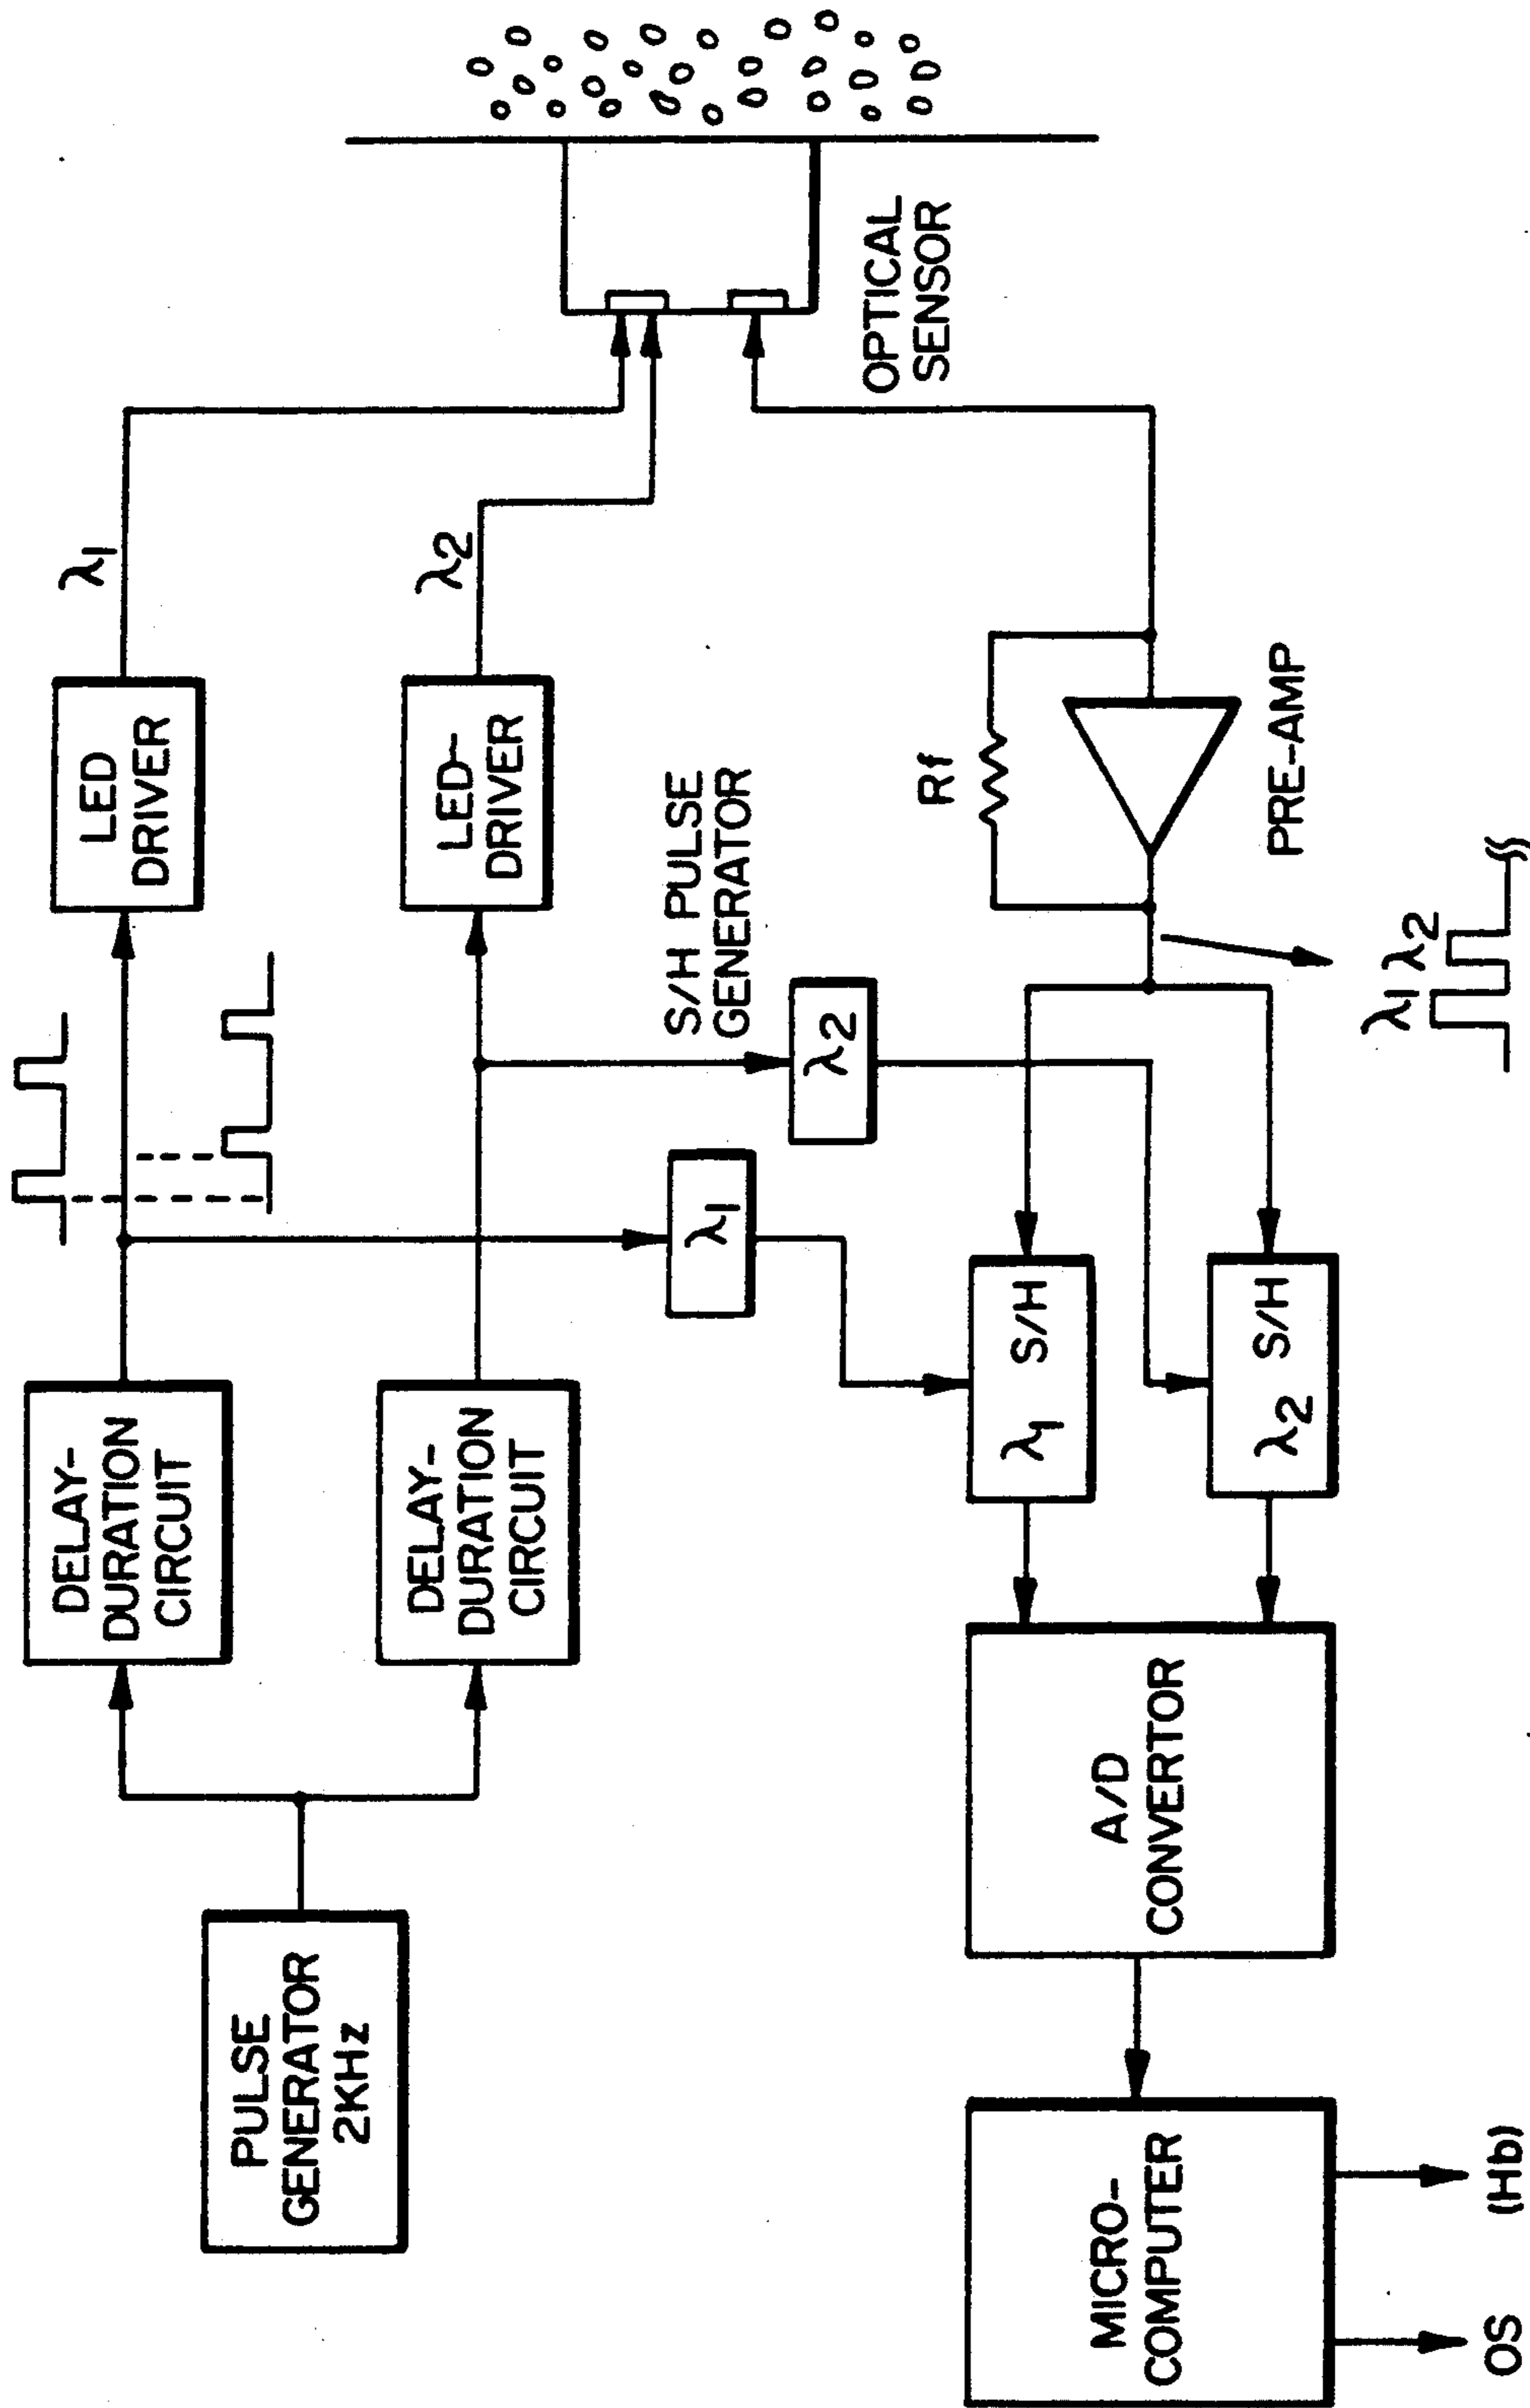 PULSE
GENERATOR
2KHz
DELAY-
DURATION
CIRCUIT
DELAY-
DURATION
CIRCUIT
LED
DRIVER
LED-
DRIVER
λ1
λ2
S/H PULSE
GENERATOR
λ1
λ2
OPTICAL
SENSOR
Rf
PRE-AMP
λ1 λ2
λ1 S/H
λ2 S/H
A/D
CONVERTOR
MICRO-
COMPUTER
OS (Hb)